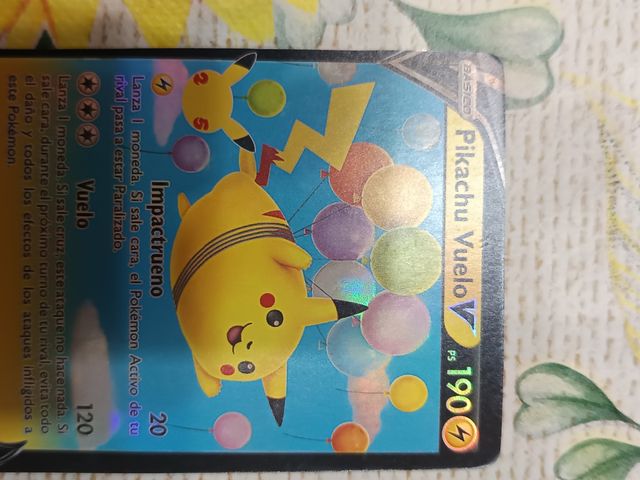 BÁSICO
Pikachu Vuelo V PS 190
25
Impactrueno 20
Lanza 1 moneda. Si sale cara, el Pokémon Activo de tu
rival pasa a estar Paralizado.
Vuelo 120
Lanza 1 moneda. Si sale cruz, este ataque no hace nada. Si
sale cara, durante el próximo turno de tu rival, evita todo
el daño y todos los efectos de los ataques infligidos a
este Pokémon.